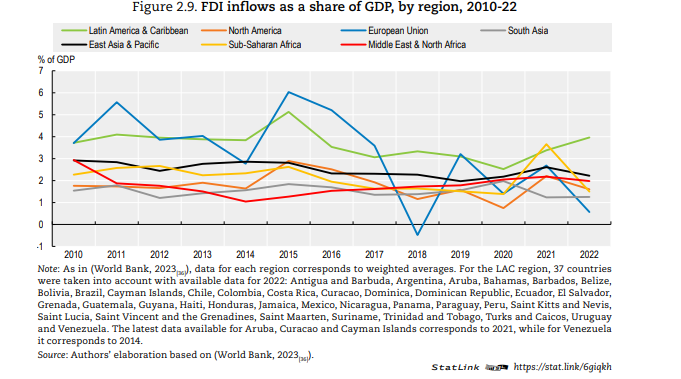 Figure 2.9. FDI inflows as a share of GDP, by region, 2010-22
Latin America & Caribbean North America European Union South Asia
East Asia & Pacific Sub-Saharan Africa Middle East & North Africa
% of GDP
7
6
5
4
3
2
1
0
-1
2010 2011 2012 2013 2014 2015 2016 2017 2018 2019 2020 2021 2022
Note: As in (World Bank, 2023[36]), data for each region corresponds to weighted averages. For the LAC region, 37 countries
were taken into account with available data for 2022: Antigua and Barbuda, Argentina, Aruba, Bahamas, Barbados, Belize,
Bolivia, Brazil, Cayman Islands, Chile, Colombia, Costa Rica, Curacao, Dominica, Dominican Republic, Ecuador, El Salvador,
Grenada, Guatemala, Guyana, Haiti, Honduras, Jamaica, Mexico, Nicaragua, Panama, Paraguay, Peru, Saint Kitts and Nevis,
Saint Lucia, Saint Vincent and the Grenadines, Saint Maarten, Suriname, Trinidad and Tobago, Turks and Caicos, Uruguay
and Venezuela. The latest data available for Aruba, Curacao and Cayman Islands corresponds to 2021, while for Venezuela
it corresponds to 2014.
Source: Authors' elaboration based on (World Bank, 2023[36]).
StatLink https://stat.link/6giqkh